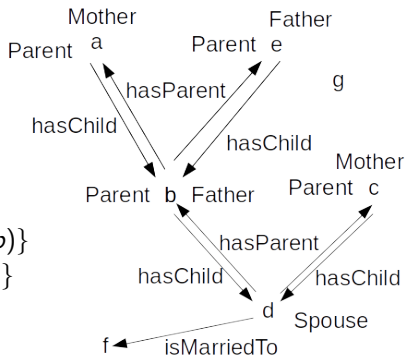 Mother
Father
Parent a
Parent e
hasParent
g
hasChild
hasChild
Mother
Parent b Father
Parent c
b)}
hasParent
}
hasChild
hasChild
d
Spouse
f
isMarriedTo